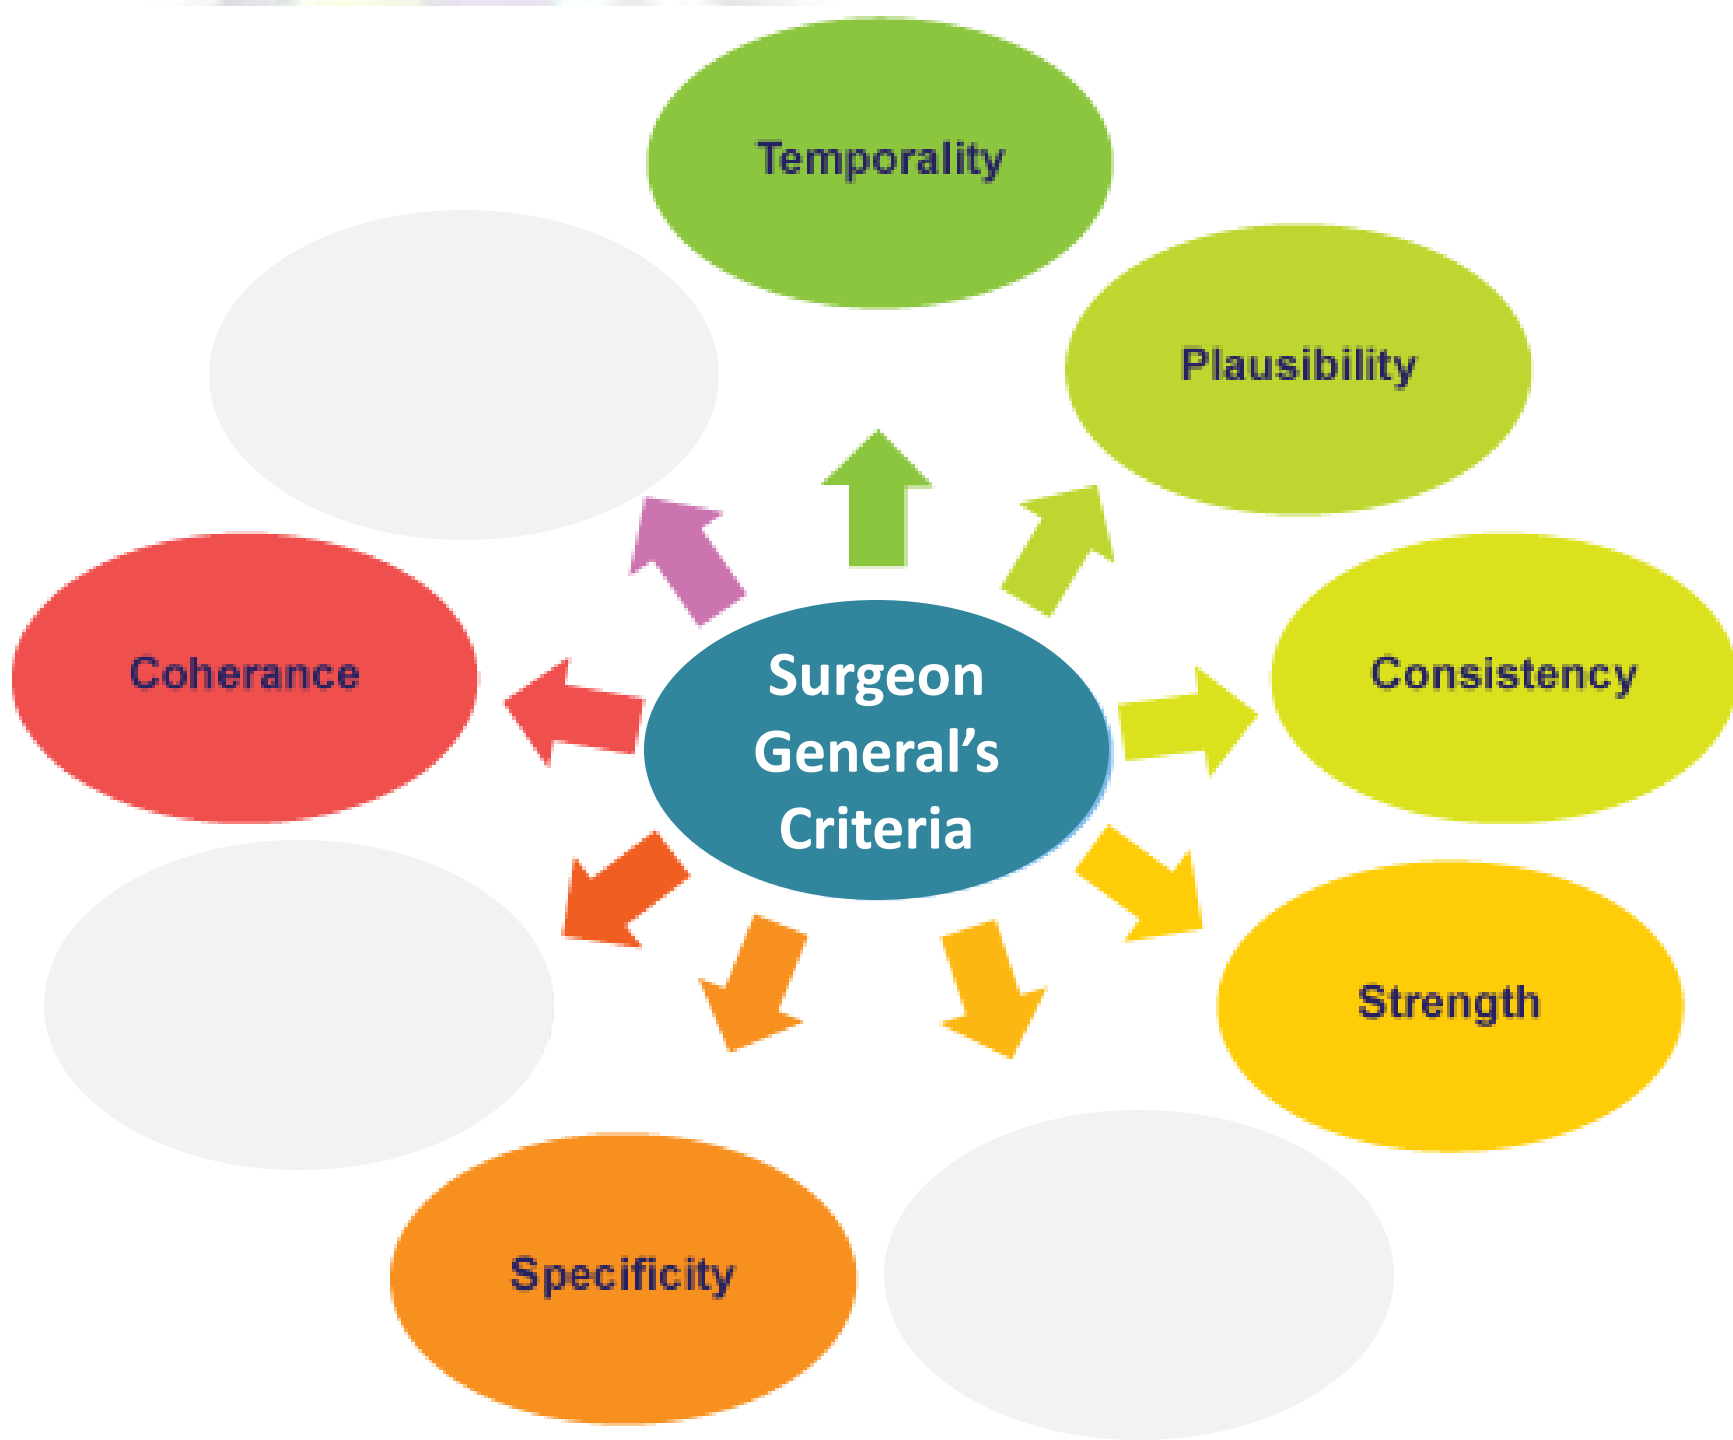 Temporality
Plausibility
Coherance
Consistency
Surgeon
General's
Criteria
Strength
Specificity